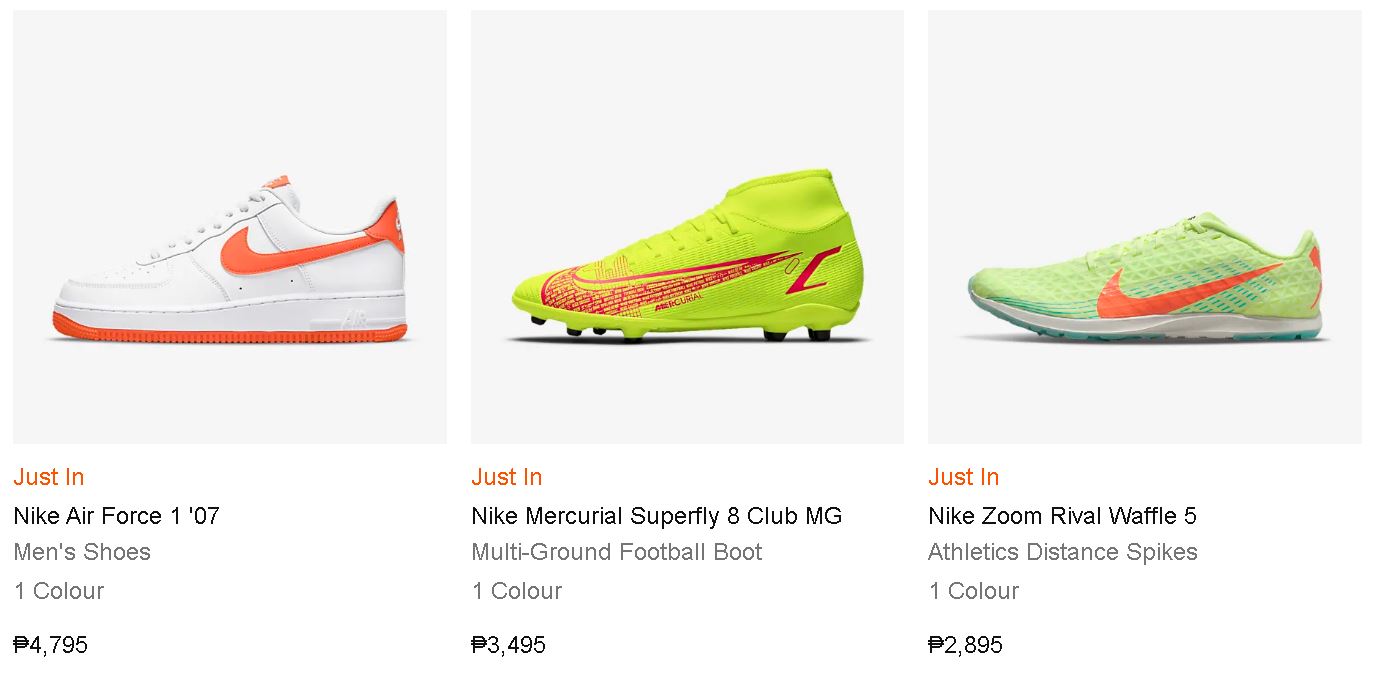 Just In
Nike Air Force 1 '07
Men's Shoes
1 Colour
₱4,795
MERCURIAL
Just In
Nike Mercurial Superfly 8 Club MG
Multi-Ground Football Boot
1 Colour
₱3,495
Just In
Nike Zoom Rival Waffle 5
Athletics Distance Spikes
1 Colour
₱2,895